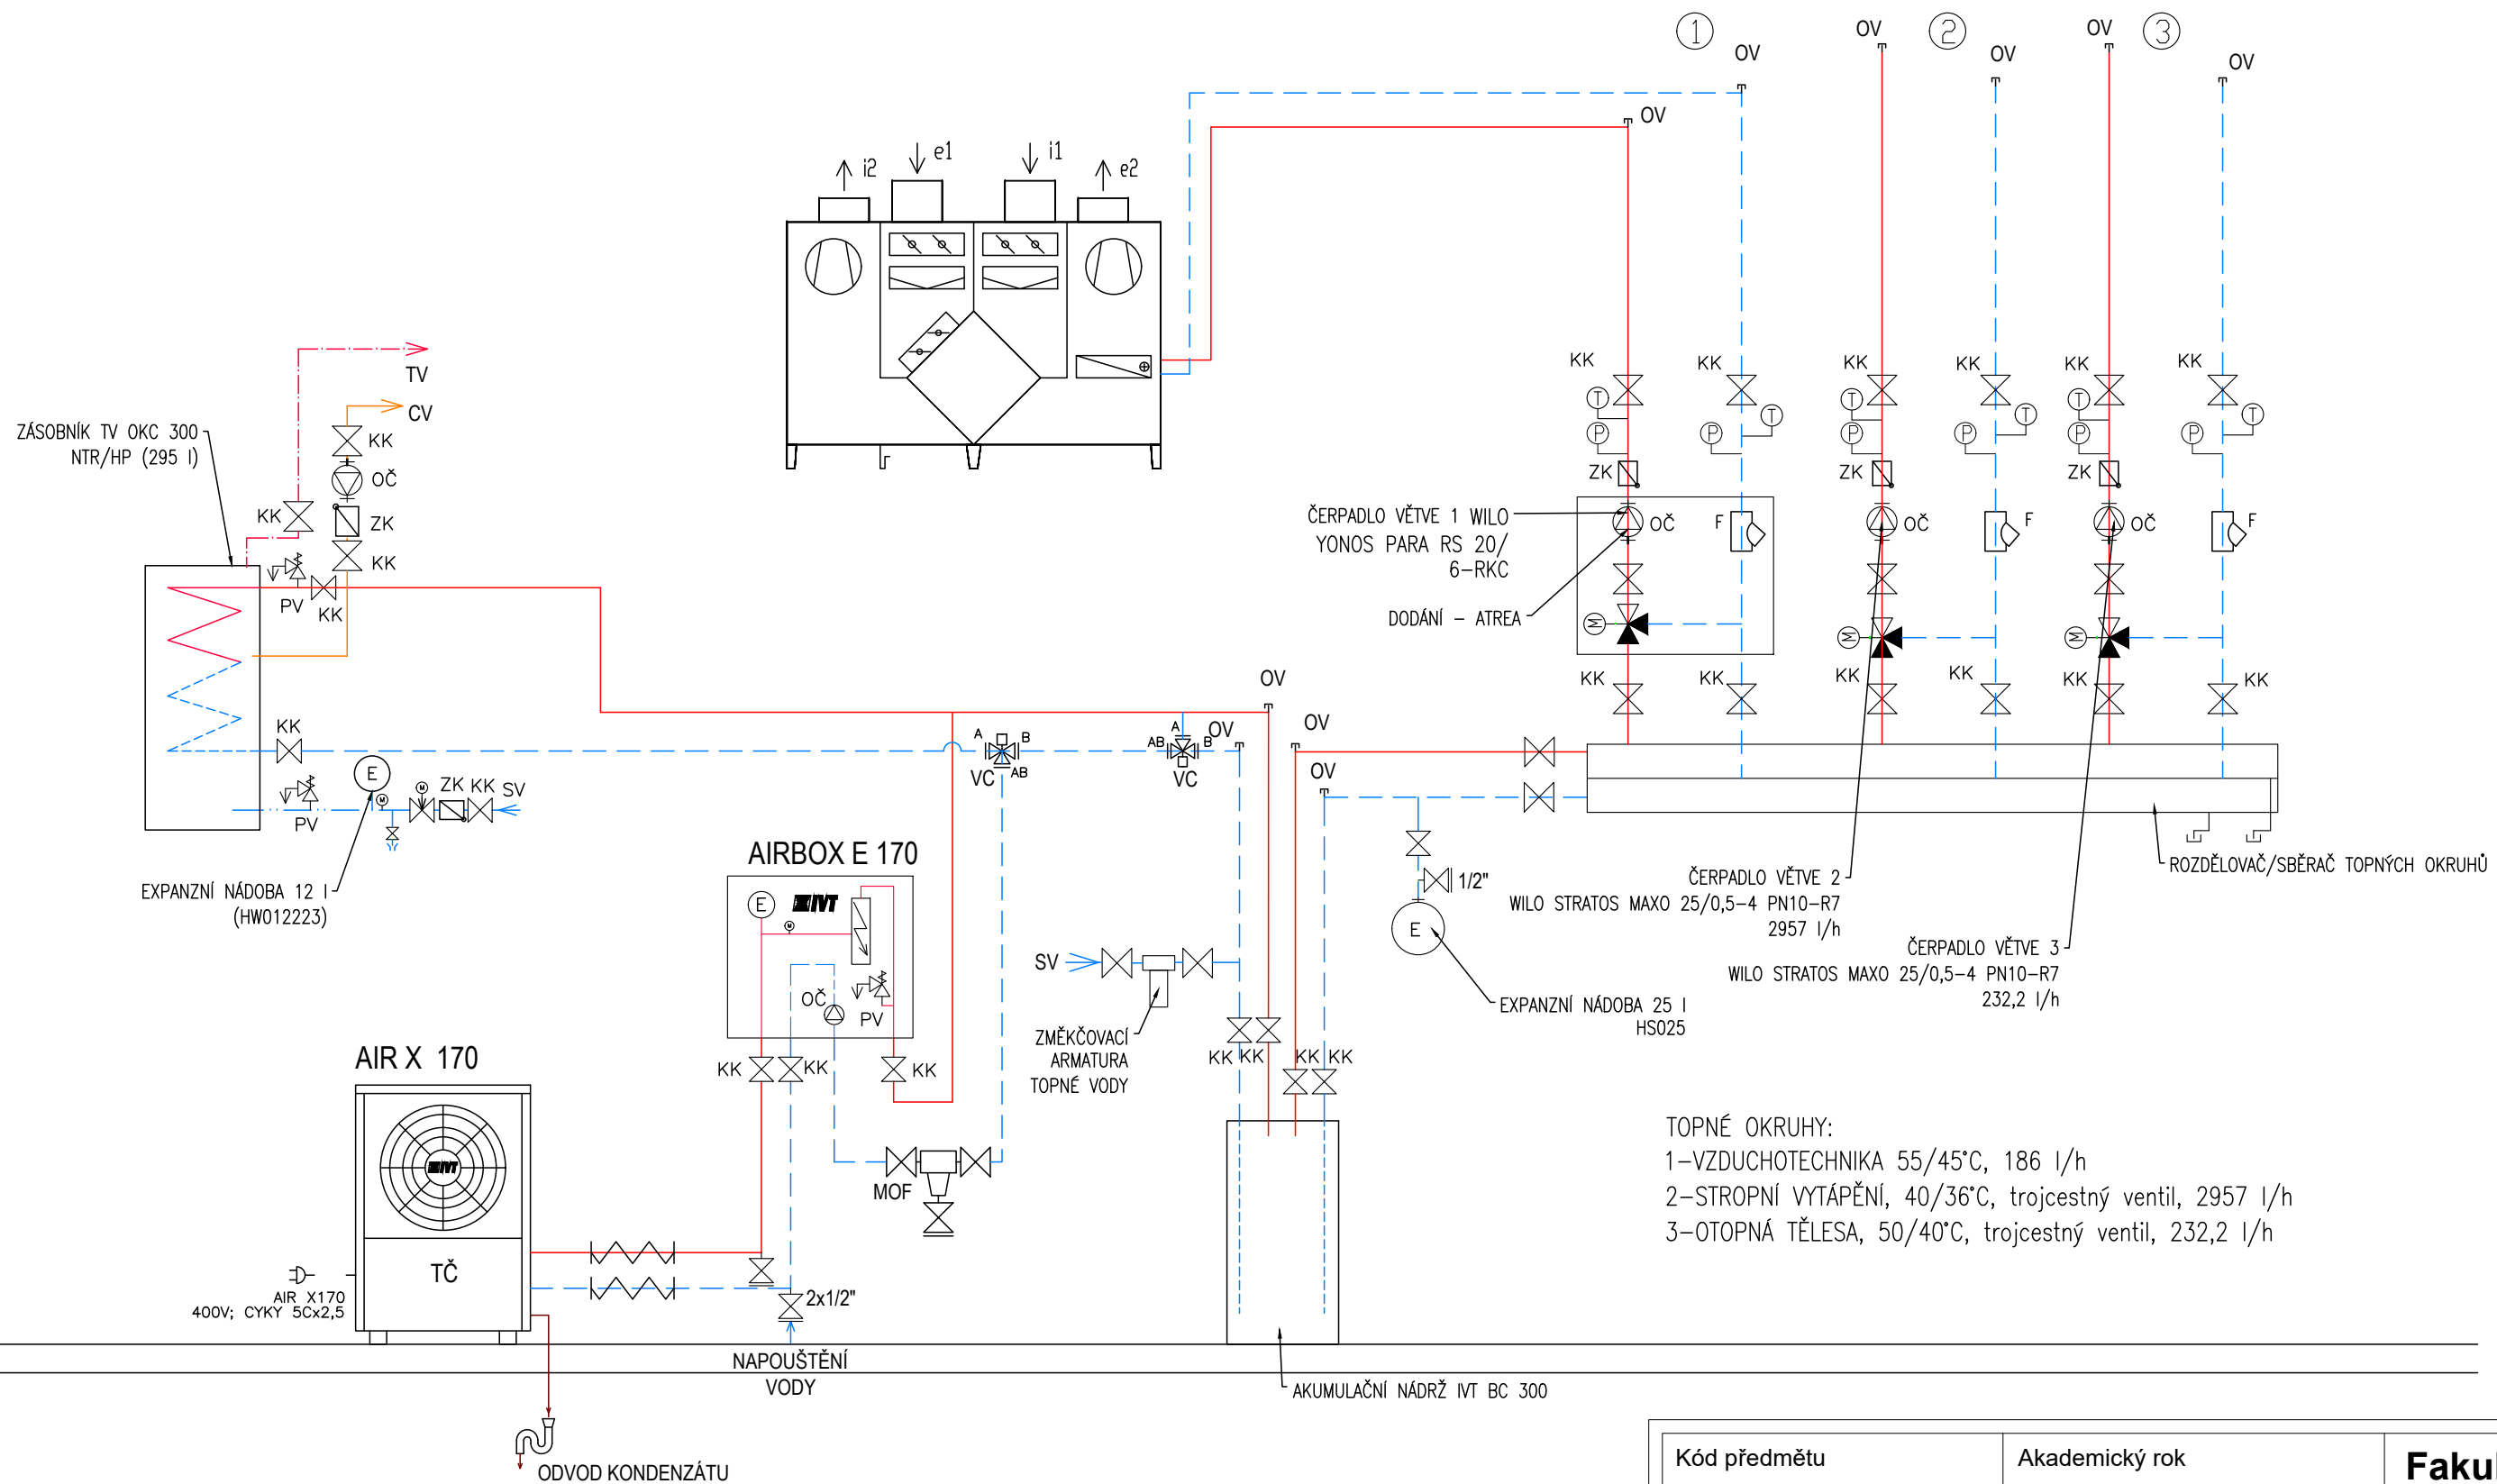 1
2
3
OV
OV
OV
OV
OV
OV
i2
e1
i1
e2
TV
CV
ZÁSOBNÍK TV OKC 300
NTR/HP (295 l)
KK
OČ
KK
ZK
KK
PV
KK
KK
KK
KK
KK
KK
KK
T
T
T
T
T
T
P
P
P
P
P
P
ZK
ZK
ZK
ČERPADLO VĚTVE 1 WILO
YONOS PARA RS 20/
6-RKC
OČ
F
OČ
F
OČ
F
DODÁNÍ - ATREA
M
M
M
KK
KK
KK
KK
KK
KK
OV
OV
OV
OV
KK
A
B
AB
VC
A
AB
B
VC
E
M
M
ZK
KK
SV
PV
EXPANZNÍ NÁDOBA 12 l
(HW012223)
AIRBOX E 170
E
IVT
M
OČ
PV
KK
KK
KK
SV
ZMĚKČOVACÍ
ARMATURA
TOPNÉ VODY
KK
KK
KK
KK
1/2"
E
EXPANZNÍ NÁDOBA 25 l
HS025
ČERPADLO VĚTVE 2
WILO STRATOS MAXO 25/0,5-4 PN10-R7
2957 l/h
ČERPADLO VĚTVE 3
WILO STRATOS MAXO 25/0,5-4 PN10-R7
232,2 l/h
ROZDĚLOVAČ/SBĚRAČ TOPNÝCH OKRUHŮ
AIR X 170
IVT
TČ
AIR X170
400V; CYKY 5Cx2,5
MOF
2x1/2"
NAPOUŠTĚNÍ
VODY
ODVOD KONDENZÁTU
AKUMULAČNÍ NÁDRŽ IVT BC 300
TOPNÉ OKRUHY:
1-VZDUCHOTECHNIKA 55/45°C, 186 l/h
2-STROPNÍ VYTÁPĚNÍ, 40/36°C, trojcestný ventil, 2957 l/h
3-OTOPNÁ TĚLESA, 50/40°C, trojcestný ventil, 232,2 l/h
Kód předmětu
Akademický rok
Fakul